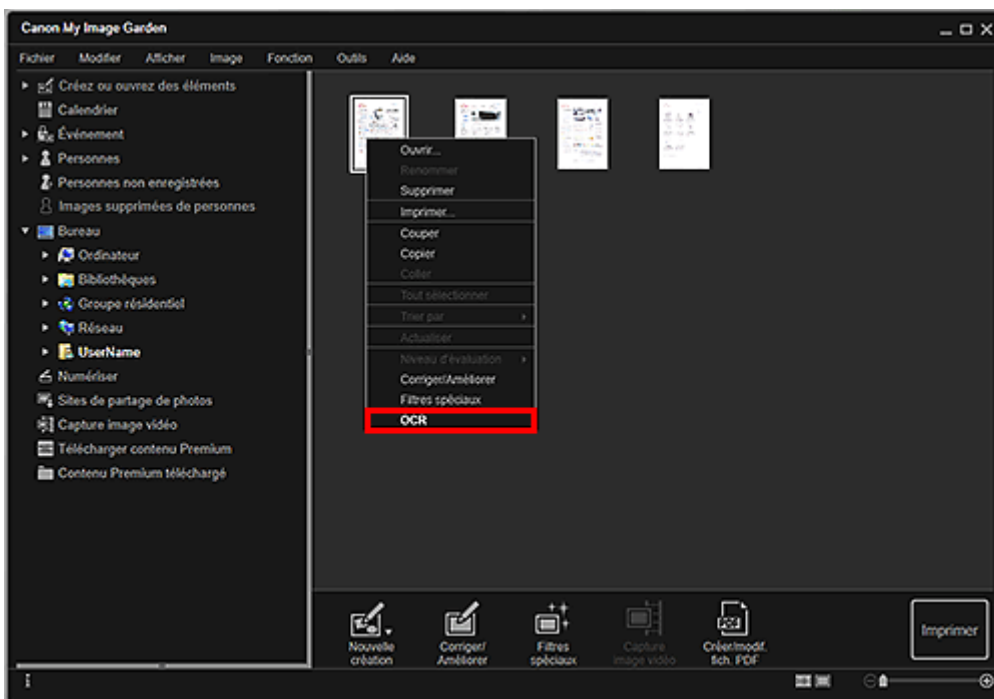 Canon My Image Garden
Fichier Modifier Afficher Image Fonction Outils Aide
Créez ou ouvrez des éléments
Calendrier
Événement
Personnes
Personnes non enregistrées
Images supprimées de personnes
Bureau
Ordinateur
Bibliothèques
Groupe résidentiel
Réseau
UserName
Numériser
Sites de partage de photos
Capture image vidéo
Télécharger contenu Premium
Contenu Premium téléchargé
Ouvrir...
Renommer
Supprimer
Imprimer...
Couper
Copier
Coller
Tout sélectionner
Trier par
Actualiser
Niveau d'évaluation
Corriger/Améliorer
Filtres spéciaux
OCR
Nouvelle création
Corriger/ Améliorer
Filtres spéciaux
Capture image vidéo
PDF
Créer/modif. fich. PDF
Imprimer